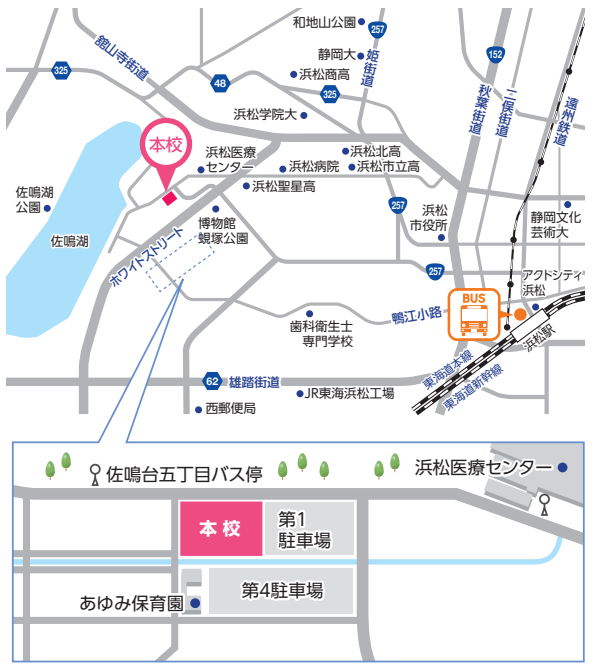 和地山公園
257
舘山寺街道
静岡大
姫街道
152
325
浜松商高
48
325
秋葉街道
二俣街道
遠州鉄道
浜松学院大
本校
浜松医療
センター
浜松北高
浜松病院
浜松市立高
浜松聖星高
佐鳴湖
公園
257
浜松
市役所
静岡文化
芸術大
博物館
蜆塚公園
佐鳴湖
ホワイトストリート
257
アクトシティ
浜松
BUS
鴨江小路
歯科衛生士
専門学校
浜松駅
東海道本線
東海道新幹線
62
雄踏街道
JR東海浜松工場
西郵便局
佐鳴台五丁目バス停
浜松医療センター
本校
第1
駐車場
第4駐車場
あゆみ保育園